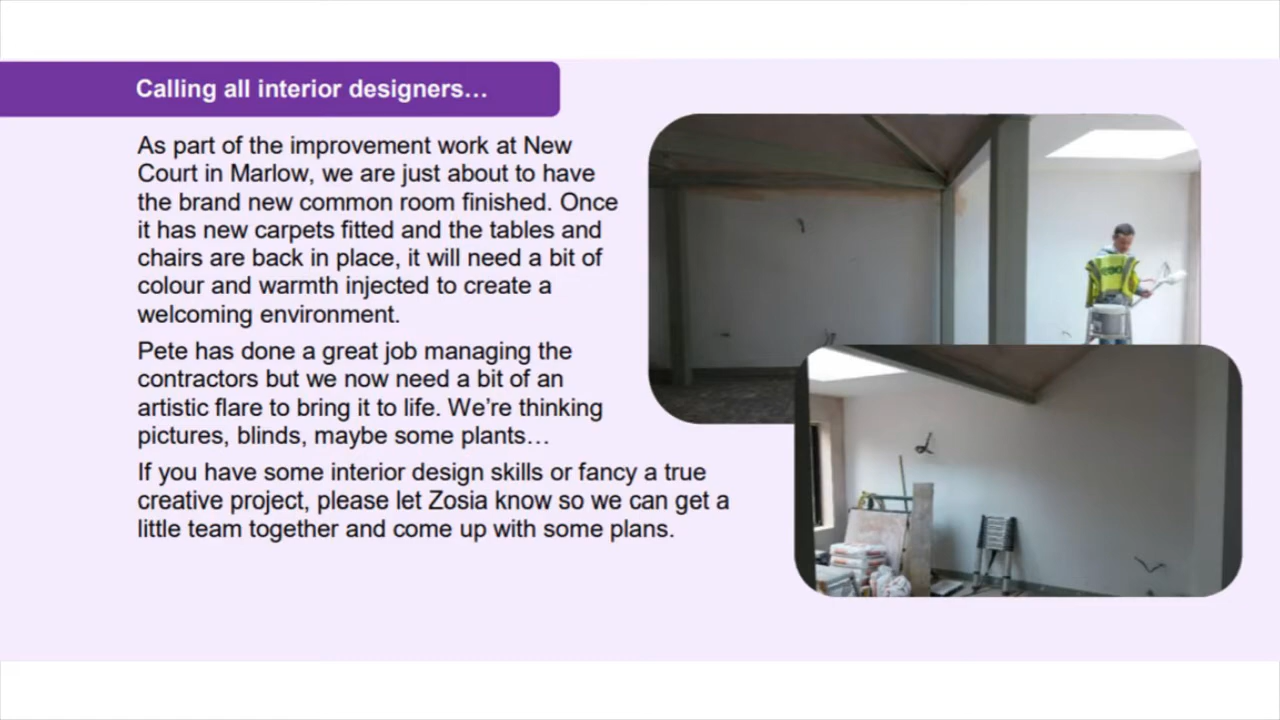 Calling all interior designers…
As part of the improvement work at New
Court in Marlow, we are just about to have
the brand new common room finished. Once
it has new carpets fitted and the tables and
chairs are back in place, it will need a bit of
colour and warmth injected to create a
welcoming environment.
Pete has done a great job managing the
contractors but we now need a bit of an
artistic flare to bring it to life. We’re thinking
pictures, blinds, maybe some plants…
If you have some interior design skills or fancy a true
creative project, please let Zosia know so we can get a
little team together and come up with some plans.